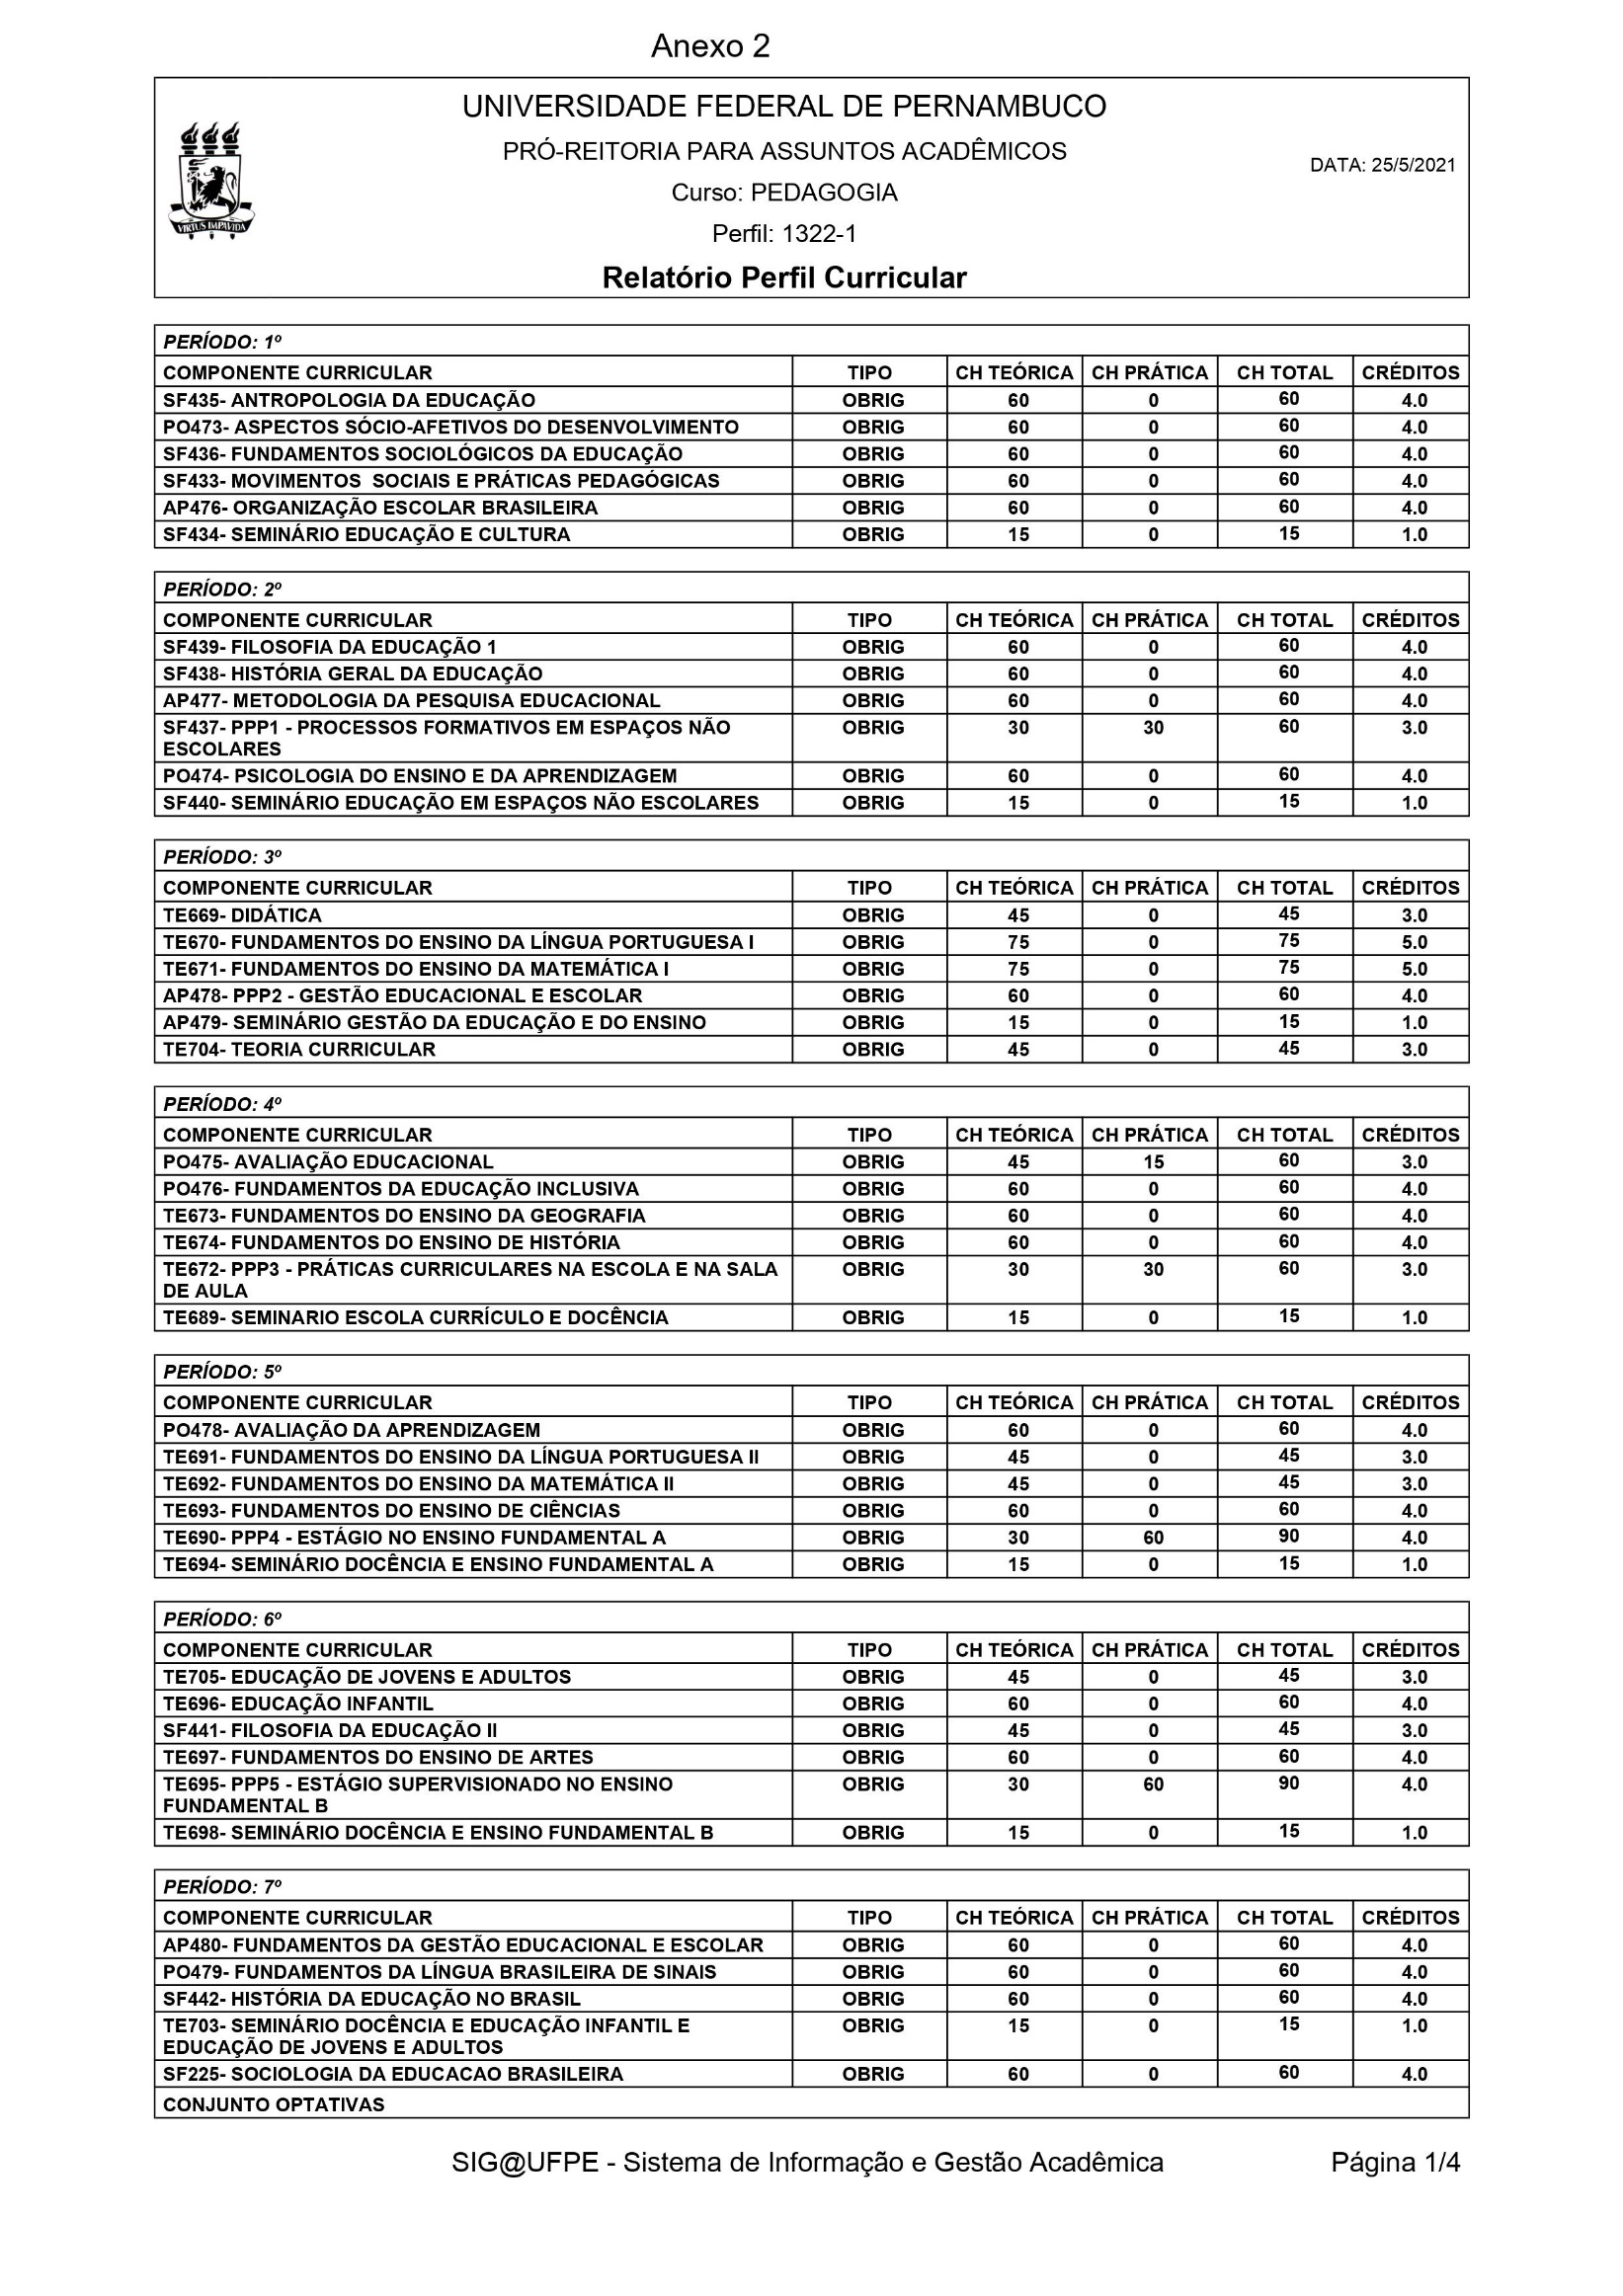 Anexo 2
UNIVERSIDADE FEDERAL DE PERNAMBUCO
PRÓ-REITORIA PARA ASSUNTOS ACADÊMICOS
DATA: 25/5/2021
Curso: PEDAGOGIA
Perfil: 1322-1
VIRTUS IMPAVIDA
Relatório Perfil Curricular
PERÍODO: 1º
COMPONENTE CURRICULAR TIPO CH TEÓRICA CH PRÁTICA CH TOTAL CRÉDITOS
SF435- ANTROPOLOGIA DA EDUCAÇÃO OBRIG 60 0 60 4.0
PO473- ASPECTOS SÓCIO-AFETIVOS DO DESENVOLVIMENTO OBRIG 60 0 60 4.0
SF436- FUNDAMENTOS SOCIOLÓGICOS DA EDUCAÇÃO OBRIG 60 0 60 4.0
SF433- MOVIMENTOS  SOCIAIS E PRÁTICAS PEDAGÓGICAS OBRIG 60 0 60 4.0
AP476- ORGANIZAÇÃO ESCOLAR BRASILEIRA OBRIG 60 0 60 4.0
SF434- SEMINÁRIO EDUCAÇÃO E CULTURA OBRIG 15 0 15 1.0
PERÍODO: 2º
COMPONENTE CURRICULAR TIPO CH TEÓRICA CH PRÁTICA CH TOTAL CRÉDITOS
SF439- FILOSOFIA DA EDUCAÇÃO 1 OBRIG 60 0 60 4.0
SF438- HISTÓRIA GERAL DA EDUCAÇÃO OBRIG 60 0 60 4.0
AP477- METODOLOGIA DA PESQUISA EDUCACIONAL OBRIG 60 0 60 4.0
SF437- PPP1 - PROCESSOS FORMATIVOS EM ESPAÇOS NÃO OBRIG 30 30 60 3.0
ESCOLARES
PO474- PSICOLOGIA DO ENSINO E DA APRENDIZAGEM OBRIG 60 0 60 4.0
SF440- SEMINÁRIO EDUCAÇÃO EM ESPAÇOS NÃO ESCOLARES OBRIG 15 0 15 1.0
PERÍODO: 3º
COMPONENTE CURRICULAR TIPO CH TEÓRICA CH PRÁTICA CH TOTAL CRÉDITOS
TE669- DIDÁTICA OBRIG 45 0 45 3.0
TE670- FUNDAMENTOS DO ENSINO DA LÍNGUA PORTUGUESA I OBRIG 75 0 75 5.0
TE671- FUNDAMENTOS DO ENSINO DA MATEMÁTICA I OBRIG 75 0 75 5.0
AP478- PPP2 - GESTÃO EDUCACIONAL E ESCOLAR OBRIG 60 0 60 4.0
AP479- SEMINÁRIO GESTÃO DA EDUCAÇÃO E DO ENSINO OBRIG 15 0 15 1.0
TE704- TEORIA CURRICULAR OBRIG 45 0 45 3.0
PERÍODO: 4º
COMPONENTE CURRICULAR TIPO CH TEÓRICA CH PRÁTICA CH TOTAL CRÉDITOS
PO475- AVALIAÇÃO EDUCACIONAL OBRIG 45 15 60 3.0
PO476- FUNDAMENTOS DA EDUCAÇÃO INCLUSIVA OBRIG 60 0 60 4.0
TE673- FUNDAMENTOS DO ENSINO DA GEOGRAFIA OBRIG 60 0 60 4.0
TE674- FUNDAMENTOS DO ENSINO DE HISTÓRIA OBRIG 60 0 60 4.0
TE672- PPP3 - PRÁTICAS CURRICULARES NA ESCOLA E NA SALA OBRIG 30 30 60 3.0
DE AULA
TE689- SEMINARIO ESCOLA CURRÍCULO E DOCÊNCIA OBRIG 15 0 15 1.0
PERÍODO: 5º
COMPONENTE CURRICULAR TIPO CH TEÓRICA CH PRÁTICA CH TOTAL CRÉDITOS
PO478- AVALIAÇÃO DA APRENDIZAGEM OBRIG 60 0 60 4.0
TE691- FUNDAMENTOS DO ENSINO DA LÍNGUA PORTUGUESA II OBRIG 45 0 45 3.0
TE692- FUNDAMENTOS DO ENSINO DA MATEMÁTICA II OBRIG 45 0 45 3.0
TE693- FUNDAMENTOS DO ENSINO DE CIÊNCIAS OBRIG 60 0 60 4.0
TE690- PPP4 - ESTÁGIO NO ENSINO FUNDAMENTAL A OBRIG 30 60 90 4.0
TE694- SEMINÁRIO DOCÊNCIA E ENSINO FUNDAMENTAL A OBRIG 15 0 15 1.0
PERÍODO: 6º
COMPONENTE CURRICULAR TIPO CH TEÓRICA CH PRÁTICA CH TOTAL CRÉDITOS
TE705- EDUCAÇÃO DE JOVENS E ADULTOS OBRIG 45 0 45 3.0
TE696- EDUCAÇÃO INFANTIL OBRIG 60 0 60 4.0
SF441- FILOSOFIA DA EDUCAÇÃO II OBRIG 45 0 45 3.0
TE697- FUNDAMENTOS DO ENSINO DE ARTES OBRIG 60 0 60 4.0
TE695- PPP5 - ESTÁGIO SUPERVISIONADO NO ENSINO OBRIG 30 60 90 4.0
FUNDAMENTAL B
TE698- SEMINÁRIO DOCÊNCIA E ENSINO FUNDAMENTAL B OBRIG 15 0 15 1.0
PERÍODO: 7º
COMPONENTE CURRICULAR TIPO CH TEÓRICA CH PRÁTICA CH TOTAL CRÉDITOS
AP480- FUNDAMENTOS DA GESTÃO EDUCACIONAL E ESCOLAR OBRIG 60 0 60 4.0
PO479- FUNDAMENTOS DA LÍNGUA BRASILEIRA DE SINAIS OBRIG 60 0 60 4.0
SF442- HISTÓRIA DA EDUCAÇÃO NO BRASIL OBRIG 60 0 60 4.0
TE703- SEMINÁRIO DOCÊNCIA E EDUCAÇÃO INFANTIL E OBRIG 15 0 15 1.0
EDUCAÇÃO DE JOVENS E ADULTOS
SF225- SOCIOLOGIA DA EDUCACAO BRASILEIRA OBRIG 60 0 60 4.0
CONJUNTO OPTATIVAS
SIG@UFPE - Sistema de Informação e Gestão Acadêmica Página 1/4